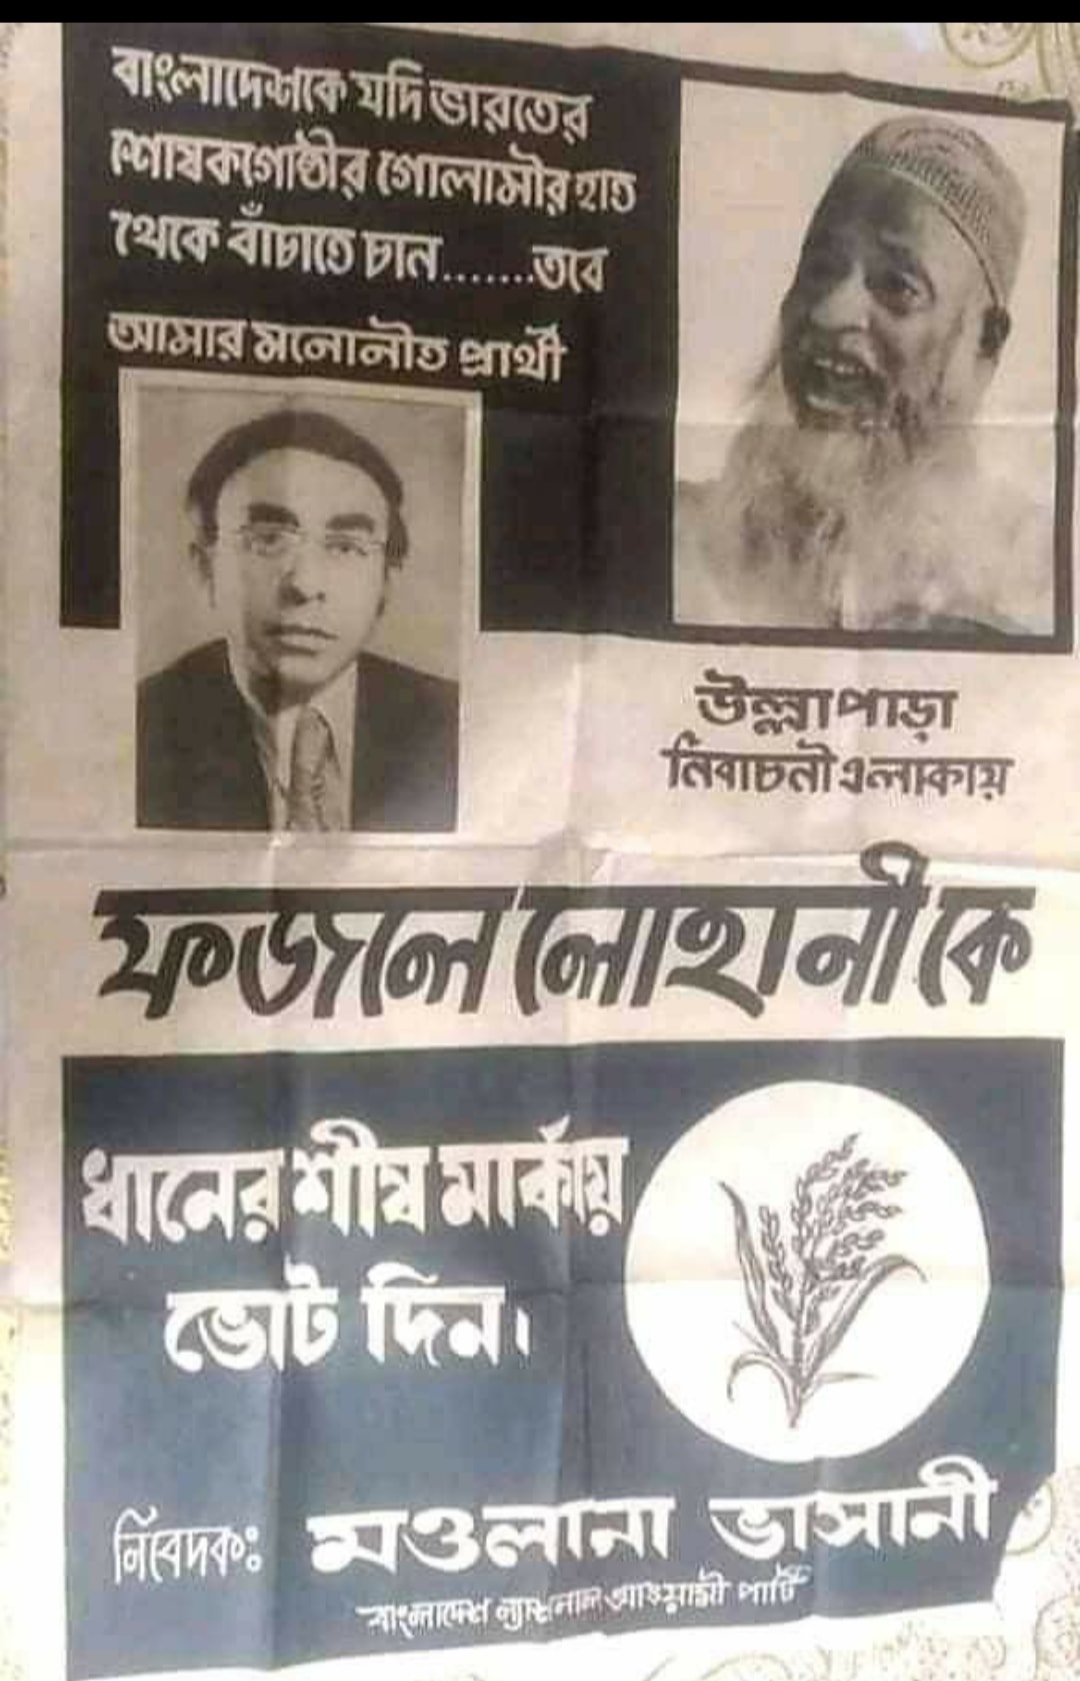 বাংলাদেশকে যদি ভারতের
শোষকগোষ্ঠীর গোলামীর হাত
থেকে বাঁচাতে চান.......তবে
আমার মনোনীত প্রার্থী
উল্লাপাড়া
নির্বাচনী এলাকায়
ফজলে লোহানীকে
ধানের শীষ মার্কায়
ভোট দিন।
নিবেদকঃ মওলানা ভাসানী
বাংলাদেশ ন্যাশনাল আওয়ামী পার্টি